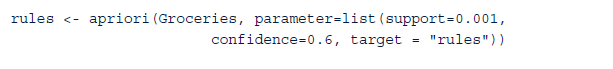 rules <- apriori(Groceries, parameter=list(support=0.001,
confidence=0.6, target = "rules"))